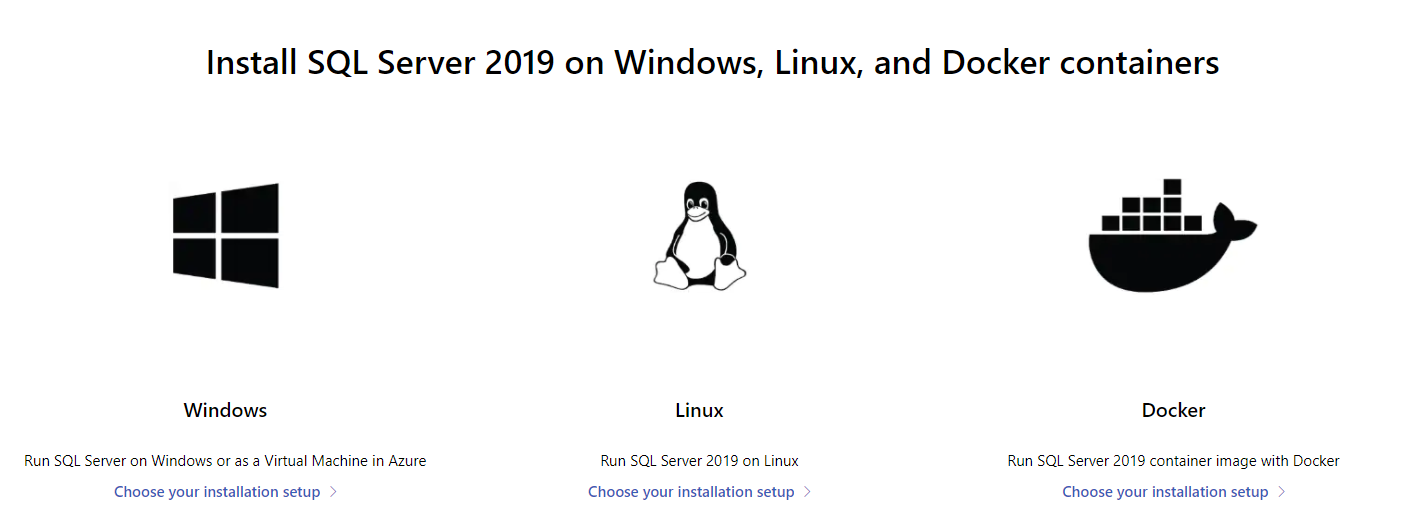 Install SQL Server 2019 on Windows, Linux, and Docker containers
Windows
Linux
Docker
Run SQL Server on Windows or as a Virtual Machine in Azure
Run SQL Server 2019 on Linux
Run SQL Server 2019 container image with Docker
Choose your installation setup
Choose your installation setup
Choose your installation setup